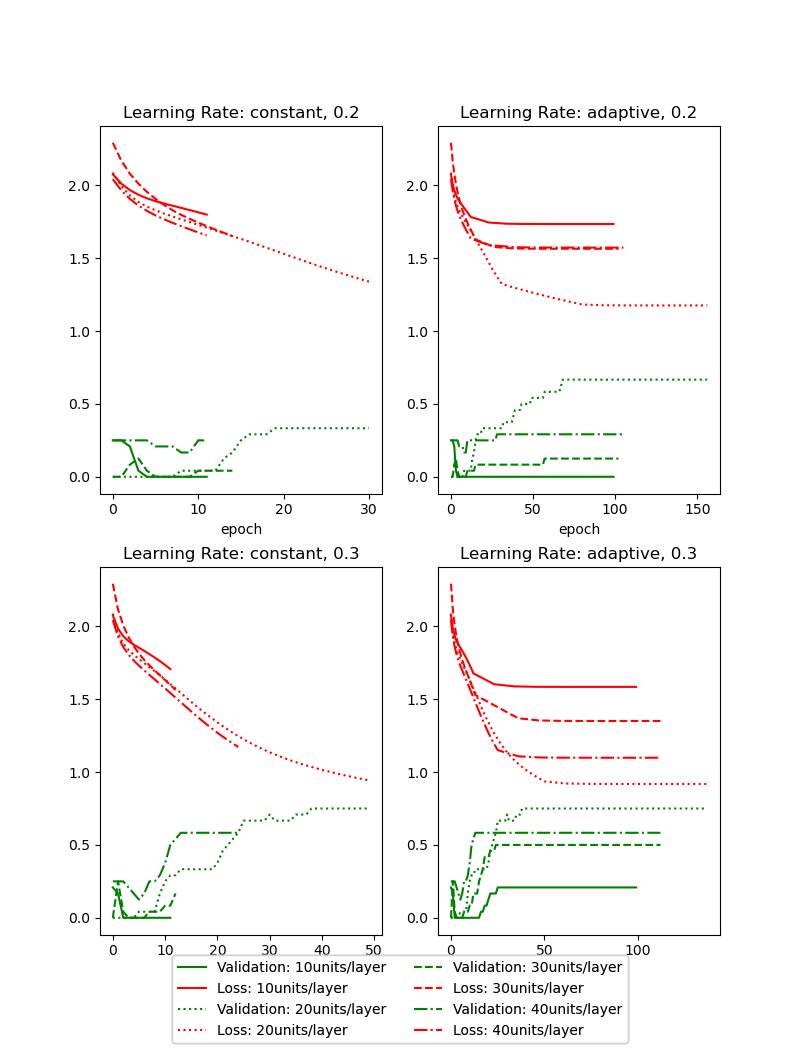 Learning Rate: constant, 0.2
Learning Rate: adaptive, 0.2
2.0
1.5
1.0
0.5
0.0
2.0
1.5
1.0
0.5
0.0
0 10 20 30
0 50 100 150
epoch
epoch
Learning Rate: constant, 0.3
Learning Rate: adaptive, 0.3
2.0
1.5
1.0
0.5
0.0
2.0
1.5
1.0
0.5
0.0
0 10 20 30 40 50
0 50 100
Validation: 10units/layer
Loss: 10units/layer
Validation: 20units/layer
Loss: 20units/layer
Validation: 30units/layer
Loss: 30units/layer
Validation: 40units/layer
Loss: 40units/layer